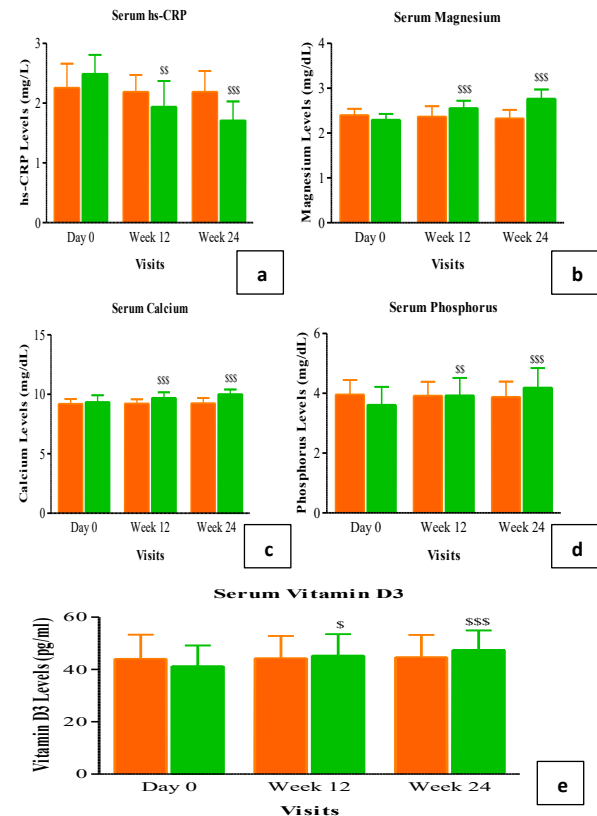 Serum hs-CRP
hs-CRP Levels (mg/L)
3
2
1
0
$$
$$$
Day 0 Week 12 Week 24
Visits
a
Serum Magnesium
Magnesium Levels (mg/dL)
4
3
2
1
0
$$$
$$$
Day 0 Week 12 Week 24
Visits
b
Serum Calcium
Calcium Levels (mg/dL)
15
10
5
0
$$$
$$$
Day 0 Week 12 Week 24
Visits
c
Serum Phosphorus
Phosphorus Levels (mg/dL)
6
4
2
0
$$
$$$
Day 0 Week 12 Week 24
Visits
d
Serum Vitamin D3
Vitamin D3 Levels (pg/ml)
60
40
20
0
$
$$$
Day 0 Week 12 Week 24
Visits
e